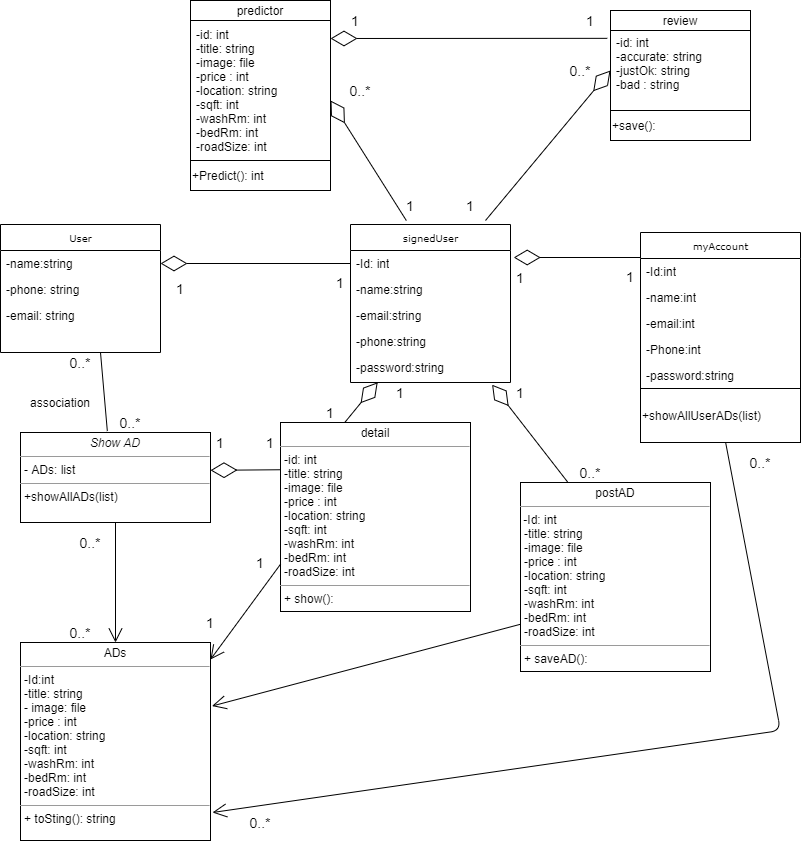 predictor
-id: int
-title: string
-image: file
-price : int
-location: string
-sqft: int
-washRm: int
-bedRm: int
-roadSize: int
+Predict(): int
1
1
review
-id: int
-accurate: string
-justOk: string
-bad : string
+save():
0..*
0..*
1
1
User
-name:string
-phone: string
-email: string
1
1
signedUser
-Id: int
-name:string
-email:string
-phone:string
-password:string
1
1
myAccount
-Id:int
-name:int
-email:int
-Phone:int
-password:string
+showAllUserADs(list)
0..*
association
0..*
1
1
1
1
1
0..*
0..*
Show AD
- ADs: list
+showAllADs(list)
detail
-id: int
-title: string
-image: file
-price : int
-location: string
-sqft: int
-washRm: int
-bedRm: int
-roadSize: int
+ show():
postAD
-Id: int
-title: string
-image: file
-price : int
-location: string
-sqft: int
-washRm: int
-bedRm: int
-roadSize: int
+ saveAD():
0..*
0..*
1
1
ADs
-Id:int
-title: string
- image: file
-price : int
-location: string
-sqft: int
-washRm: int
-bedRm: int
-roadSize: int
+ toSting(): string
0..*